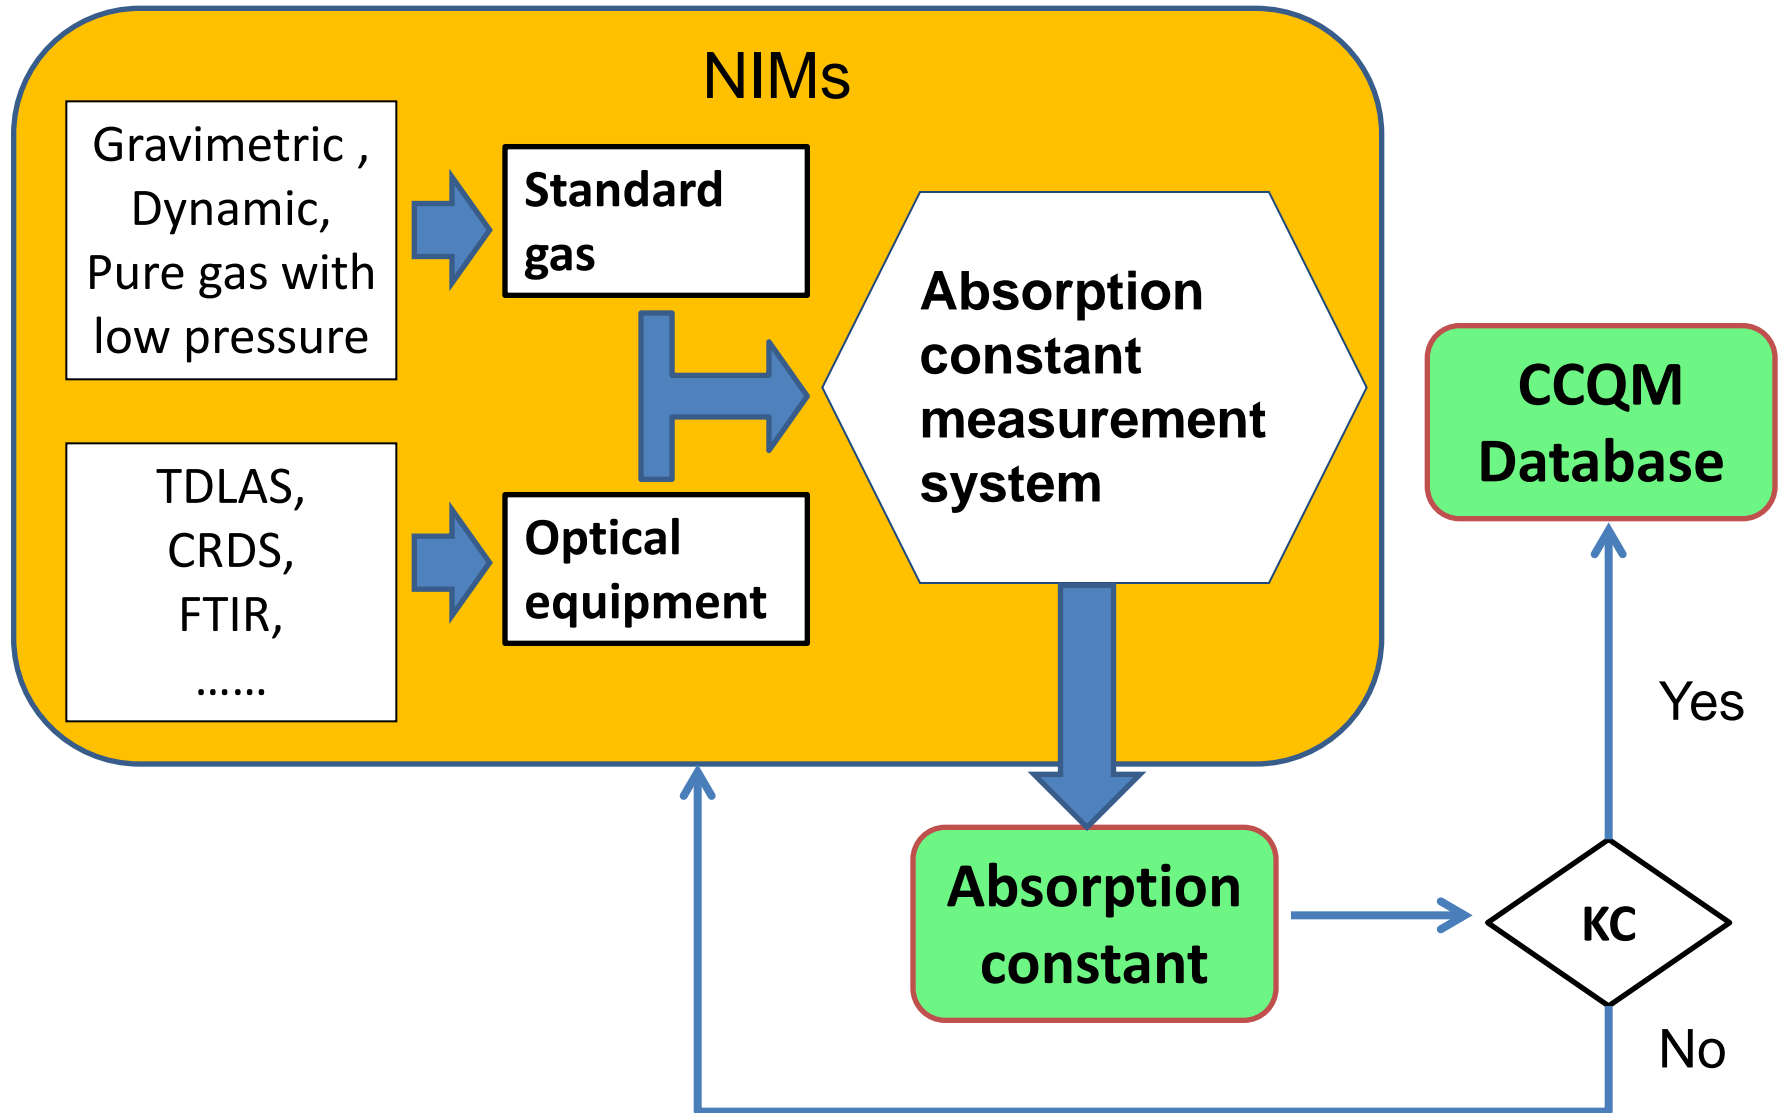 NIMs
Gravimetric ,
Dynamic,
Pure gas with
low pressure
Standard
gas
TDLAS,
CRDS,
FTIR,
......
Optical
equipment
Absorption
constant
measurement
system
CCQM
Database
Yes
Absorption
constant
KC
No